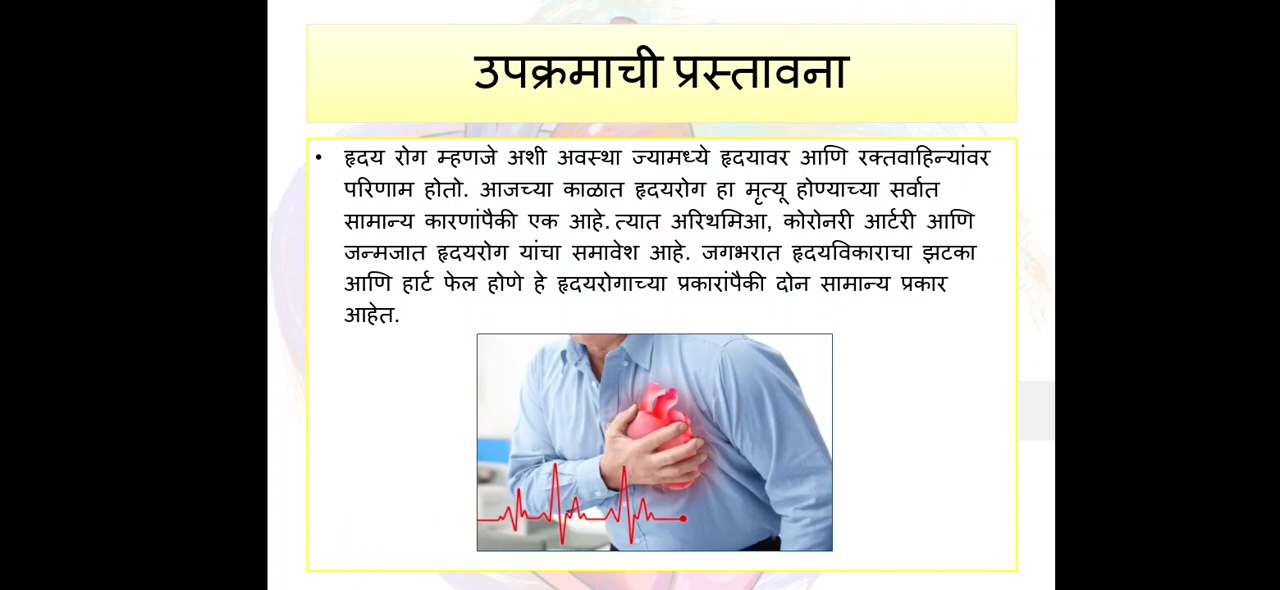 उपक्रमाची प्रस्तावना
• हृदय रोग म्हणजे अशी अवस्था ज्यामध्ये हृदयावर आणि रक्तवाहिन्यांवर
परिणाम होतो. आजच्या काळात हृदयरोग हा मृत्यू होण्याच्या सर्वात
सामान्य कारणांपैकी एक आहे. त्यात अरिथमिआ, कोरोनरी आर्टरी आणि
जन्मजात हृदयरोग यांचा समावेश आहे. जगभरात हृदयविकाराचा झटका
आणि हार्ट फेल होणे हे हृदयरोगाच्या प्रकारांपैकी दोन सामान्य प्रकार
आहेत.